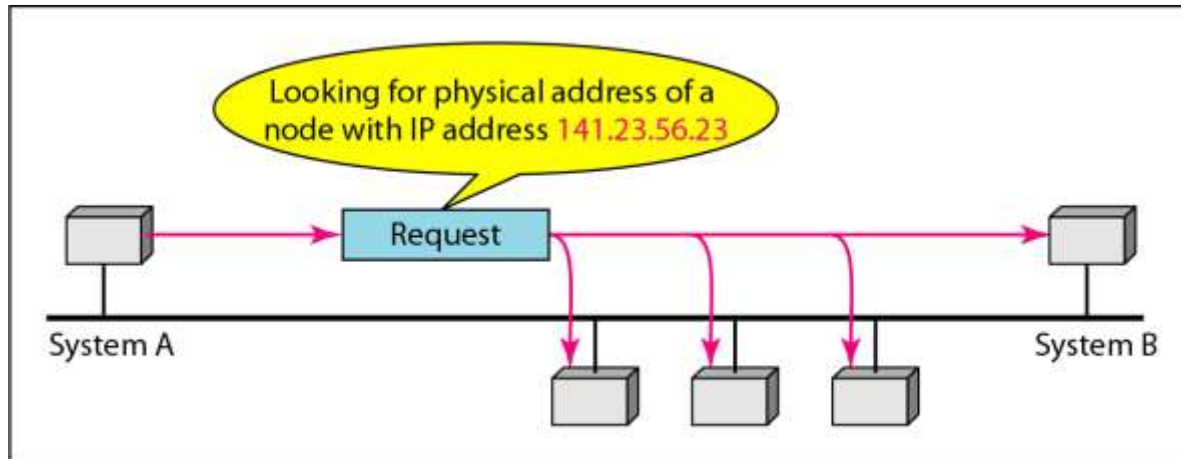 Looking for physical address of a
node with IP address 141.23.56.23
Request
System A
System B